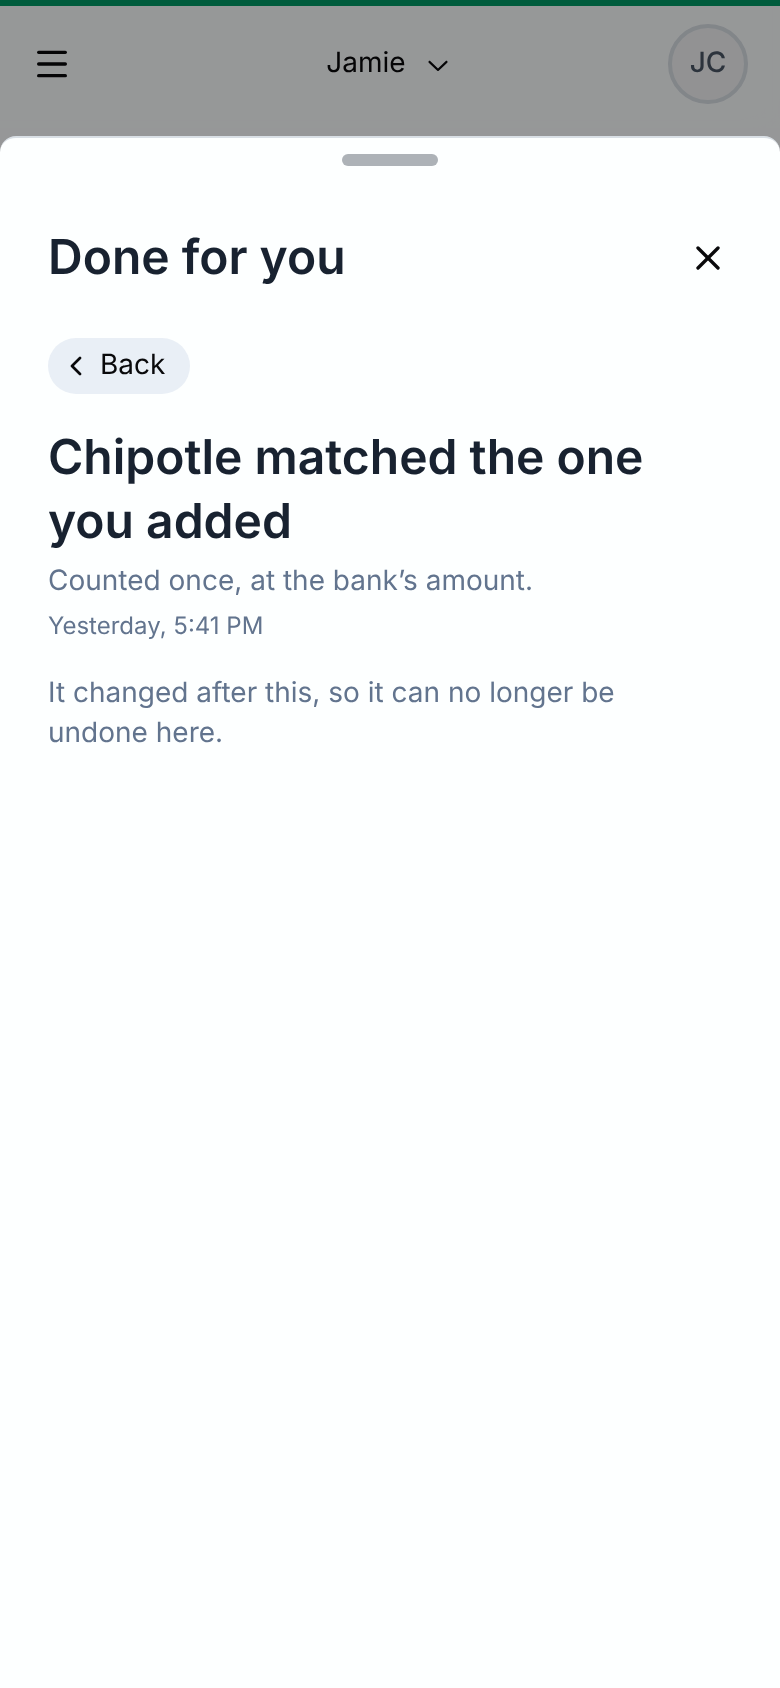 Jamie
JC
Done for you
Back
Chipotle matched the one
you added
Counted once, at the bank’s amount.
Yesterday, 5:41 PM
It changed after this, so it can no longer be
undone here.